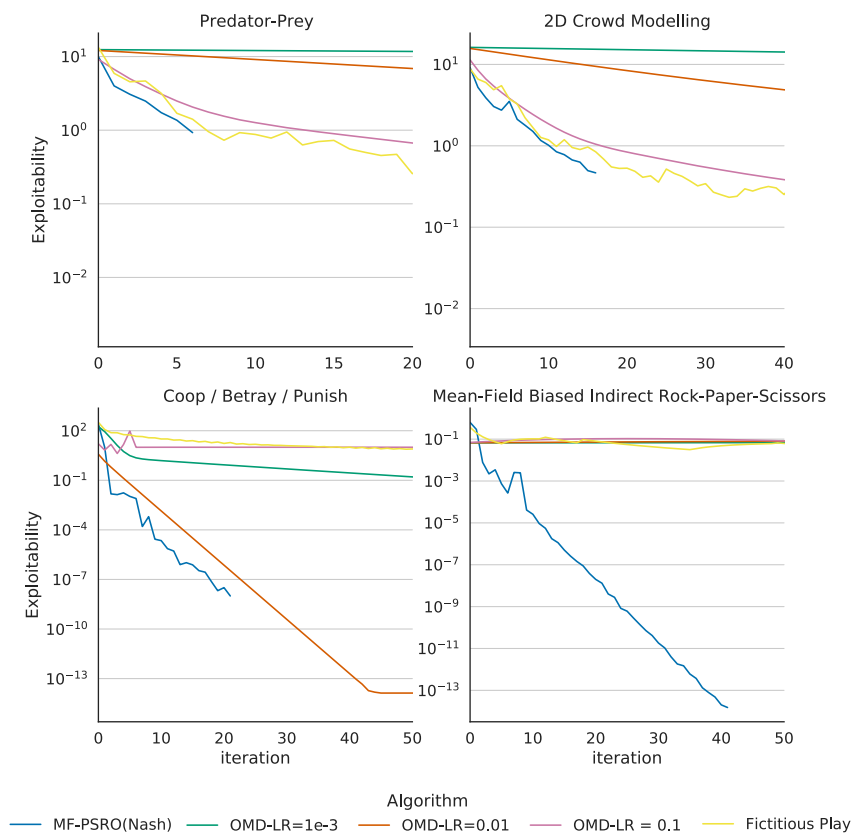 Predator-Prey
2D Crowd Modelling
Exploitability
10^1
10^0
10^−1
10^−2
0 5 10 15 20
10^1
10^0
10^−1
10^−2
0 10 20 30 40
Coop / Betray / Punish
Mean-Field Biased Indirect Rock-Paper-Scissors
Exploitability
10^2
10^−1
10^−4
10^−7
10^−10
10^−13
0 10 20 30 40 50
iteration
10^−1
10^−3
10^−5
10^−7
10^−9
10^−11
10^−13
0 10 20 30 40 50
iteration
Algorithm
MF-PSRO(Nash) OMD-LR=1e-3 OMD-LR=0.01 OMD-LR = 0.1 Fictitious Play